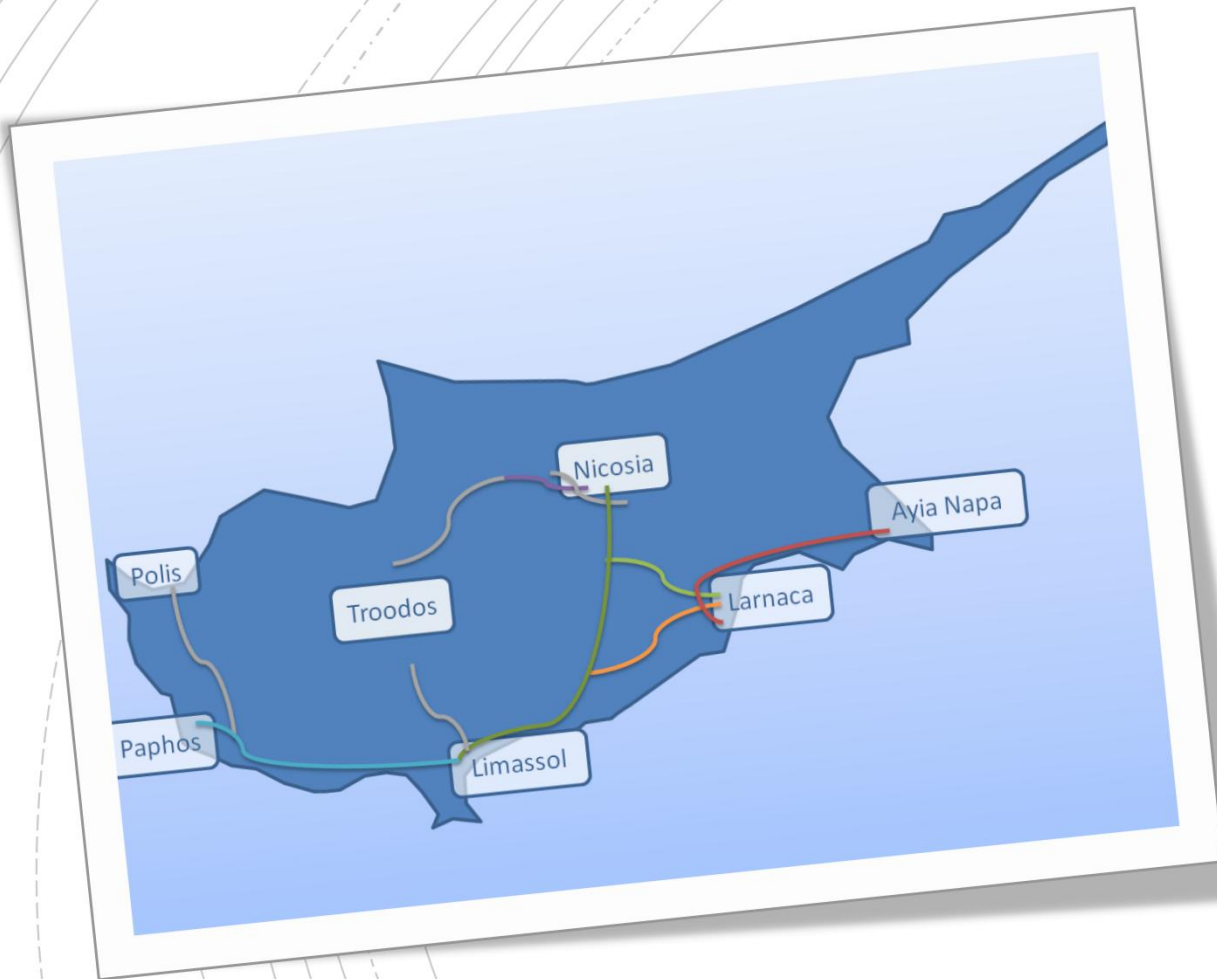 Nicosia
Ayia Napa
Polis
Troodos
Larnaca
Paphos
Limassol